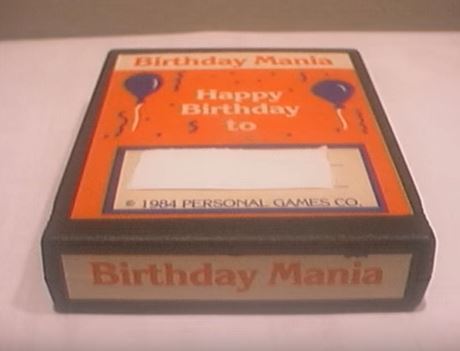 Birthday Mania
Happy
Birthday
to
© 1984 PERSONAL GAMES CO.
Birthday Mania